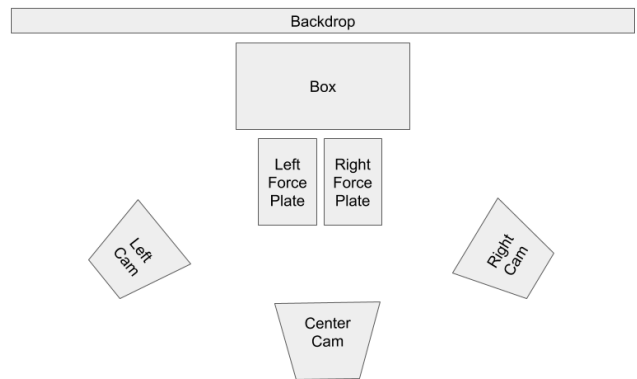 Backdrop
Box
Left
Force
Plate
Right
Force
Plate
Left
Cam
Right
Cam
Center
Cam